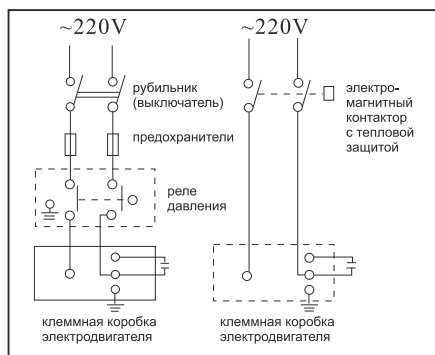 ~220V
~220V
рубильник
(выключатель)
предохранители
реле
давления
клеммная коробка
электродвигателя
электро-
магнитный
контактор
с тепловой
защитой
клеммная коробка
электродвигателя